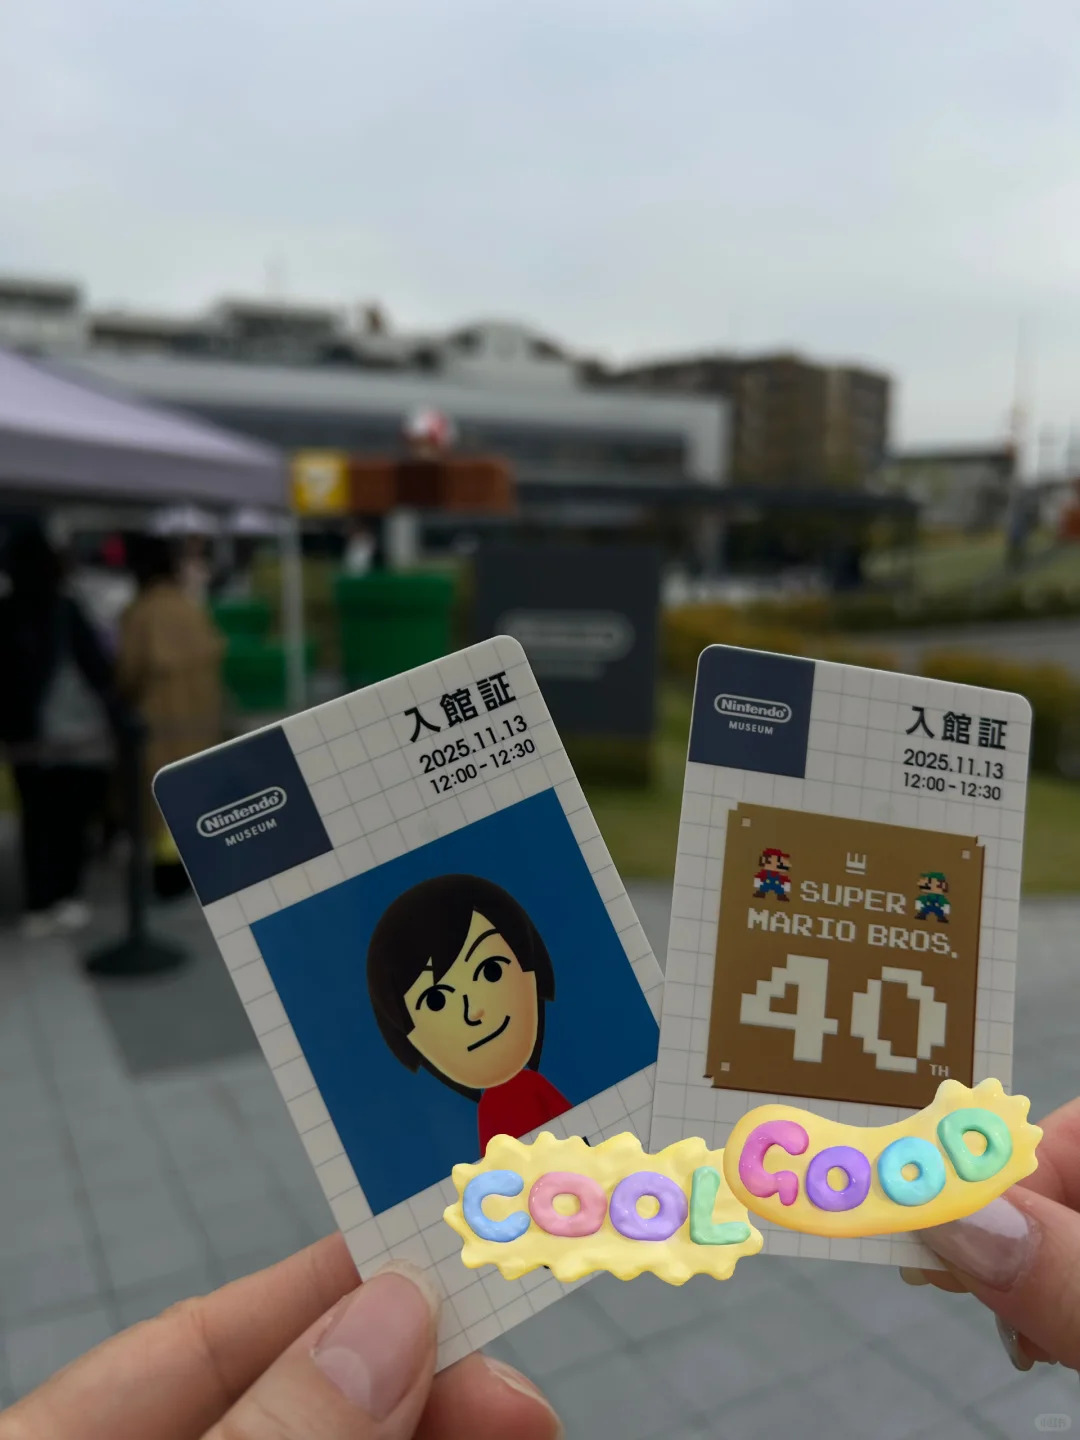 Nintendo
MUSEUM
入館証
2025.11.13
12:00-12:30
Nintendo
MUSEUM
入館証
2025.11.13
12:00-12:30
SUPER
MARIO BROS.
40
TH
COOL
GOOD